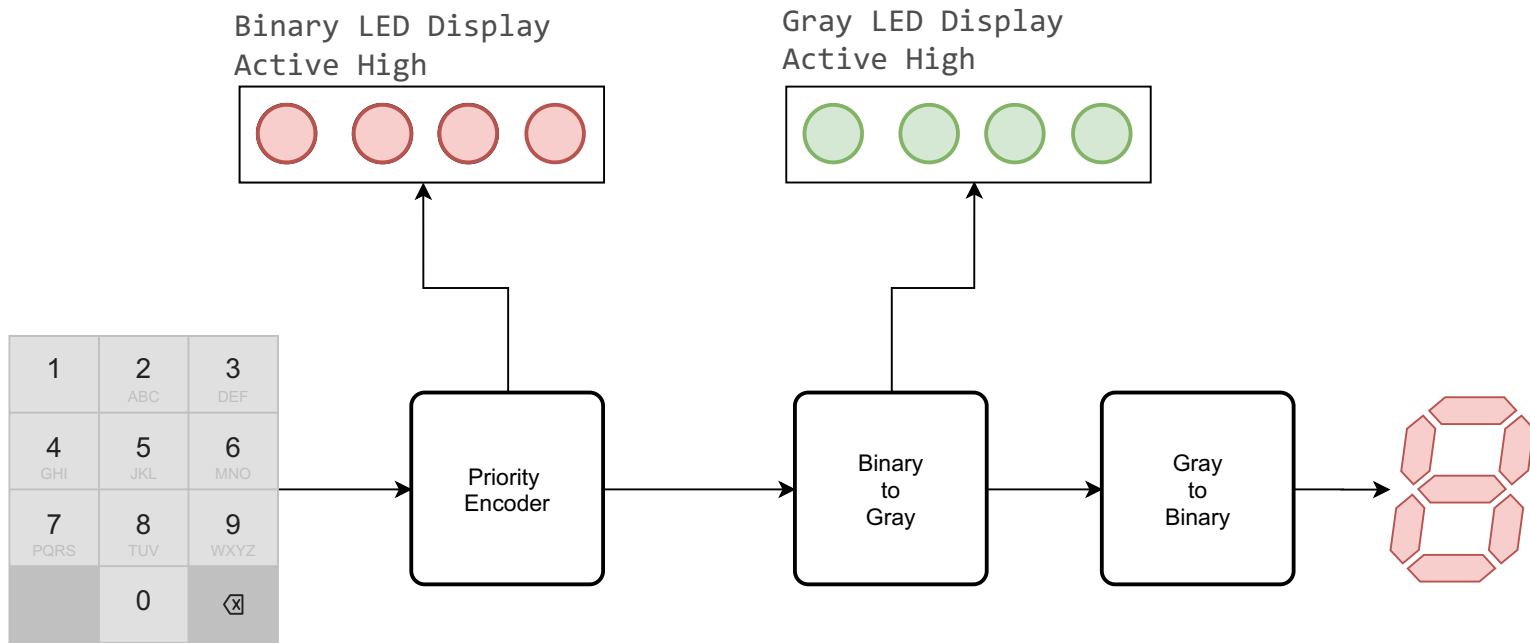 Binary LED Display
Active High
Gray LED Display
Active High
1 2 3
ABC DEF
4 5 6
GHI JKL MNO
7 8 9
PQRS TUV WXYZ
0
Priority
Encoder
Binary
to
Gray
Gray
to
Binary